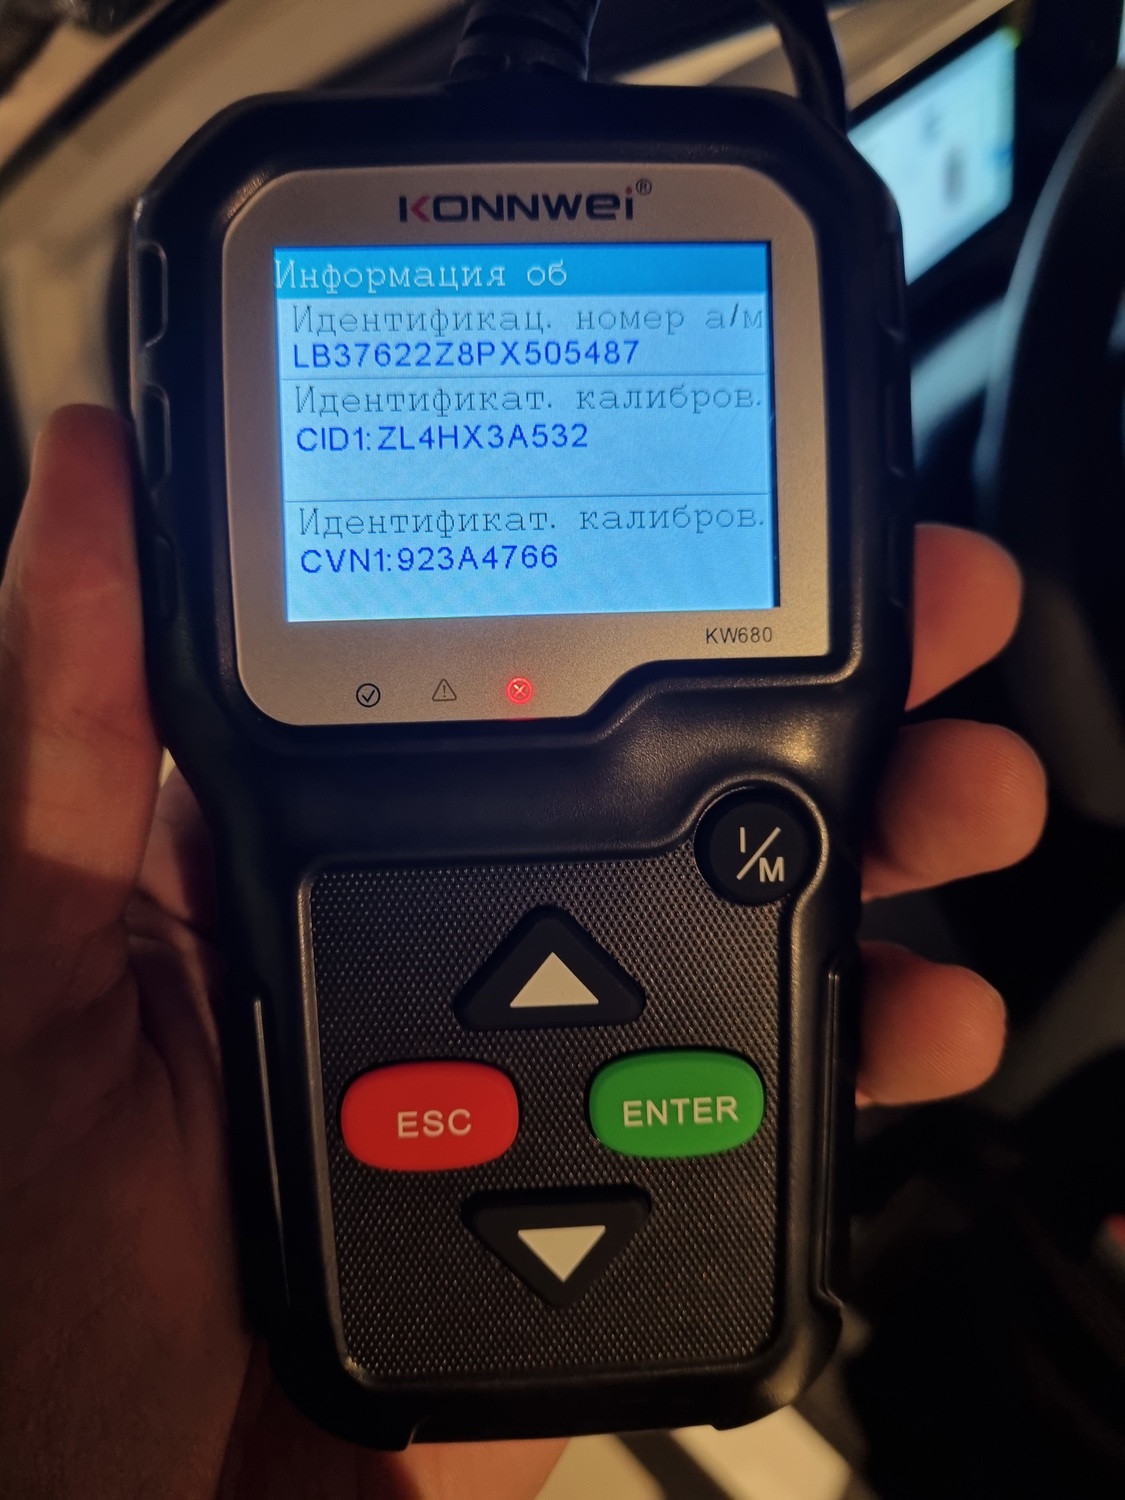 KONNWEI®
Информация об
Идентификац. номер а/м
LB37622Z8PX505487
Идентификат. калибров.
CID1:ZL4HX3A532
Идентификат. калибров.
CVN1:923A4766
KW680
I/M
ESC
ENTER